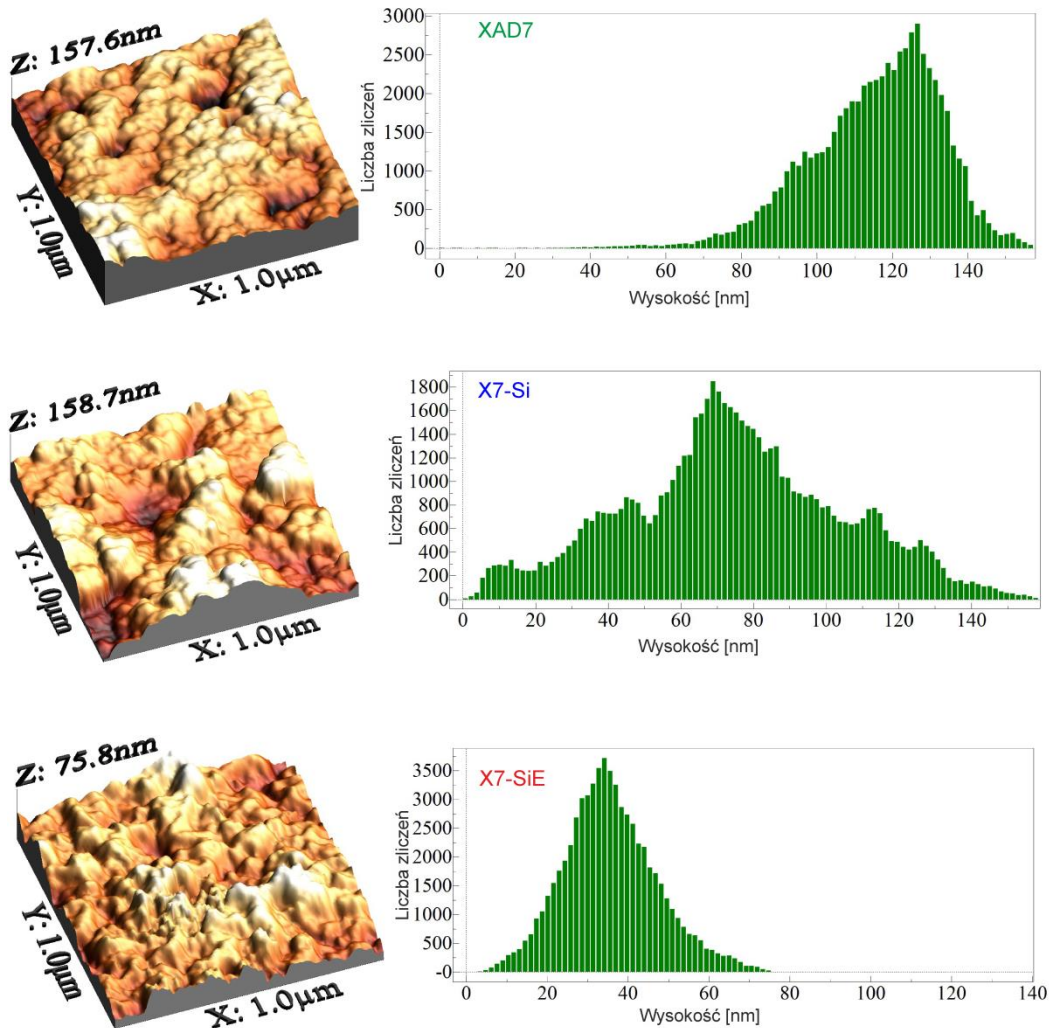 Z: 157.6nm
Y: 1.0µm
X: 1.0µm
XAD7
Liczba zliczeń
3000
2500
2000
1500
1000
500
0
0 20 40 60 80 100 120 140
Wysokość [nm]
Z: 158.7nm
Y: 1.0µm
X: 1.0µm
X7-Si
Liczba zliczeń
1800
1600
1400
1200
1000
800
600
400
200
0
0 20 40 60 80 100 120 140
Wysokość [nm]
Z: 75.8nm
Y: 1.0µm
X: 1.0µm
X7-SiE
Liczba zliczeń
3500
3000
2500
2000
1500
1000
500
-0
0 20 40 60 80 100 120 140
Wysokość [nm]